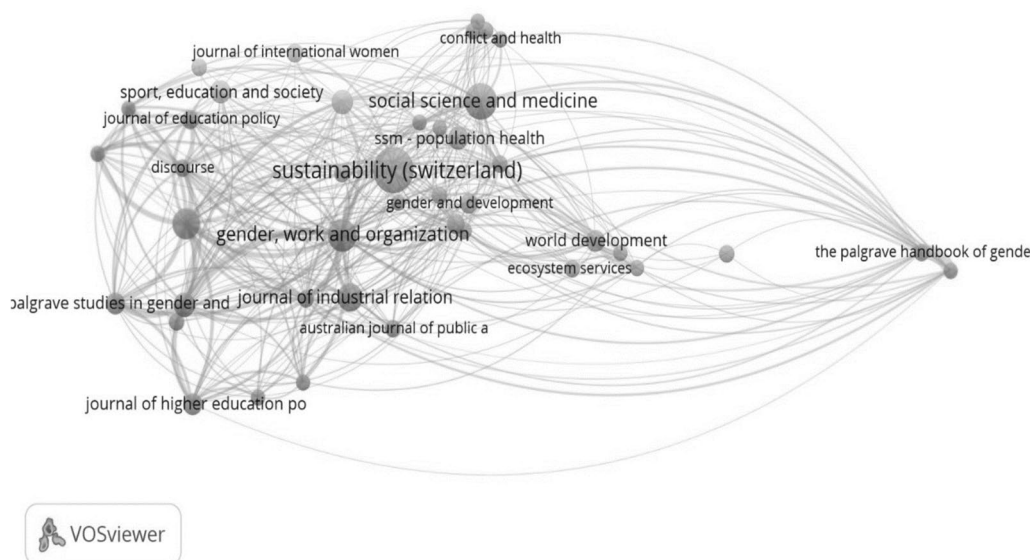 conflict and health
journal of international women
sport, education and society
social science and medicine
journal of education policy
ssm - population health
discourse
sustainability (switzerland)
gender and development
gender, work and organization
world development
the palgrave handbook of gende
ecosystem services
palgrave studies in gender and
journal of industrial relation
australian journal of public a
journal of higher education po
VOSviewer